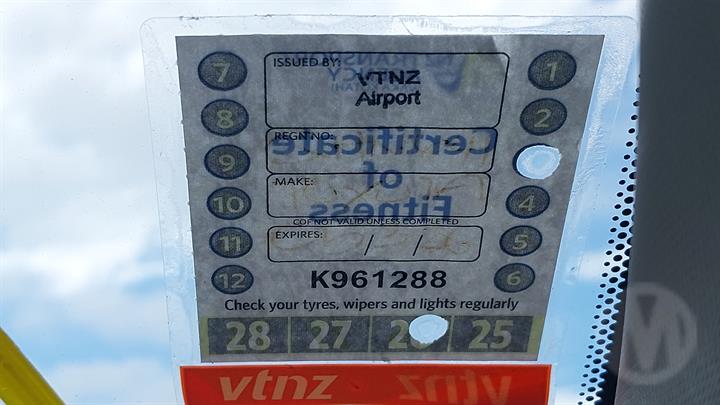 7 ISSUED BY: 1
VTNZ
Airport
8 2
REGN NO:
9
MAKE:
10 4
COF NOT VALID UNLESS COMPLETED
11 EXPIRES: / / 5
12 K961288 6
Check your tyres, wipers and lights regularly
28 27 25
vtnz vtnz
Certificate
of
Fitness
M